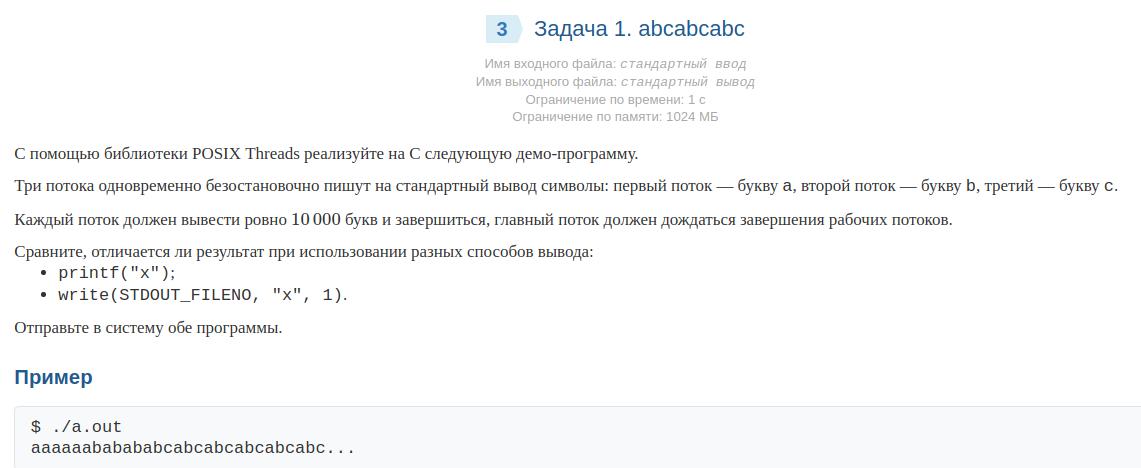 3 Задача 1. abcabcabc
Имя входного файла: стандартный ввод
Имя выходного файла: стандартный вывод
Ограничение по времени: 1 с
Ограничение по памяти: 1024 МБ
С помощью библиотеки POSIX Threads реализуйте на C следующую демо-программу.
Три потока одновременно безостановочно пишут на стандартный вывод символы: первый поток — букву a, второй поток — букву b, третий — букву c.
Каждый поток должен вывести ровно 10 000 букв и завершиться, главный поток должен дождаться завершения рабочих потоков.
Сравните, отличается ли результат при использовании разных способов вывода:
• printf("x");
• write(STDOUT_FILENO, "x", 1).
Отправьте в систему обе программы.
Пример
$ ./a.out
aaaaaabababababcabcabcabcabcabc...